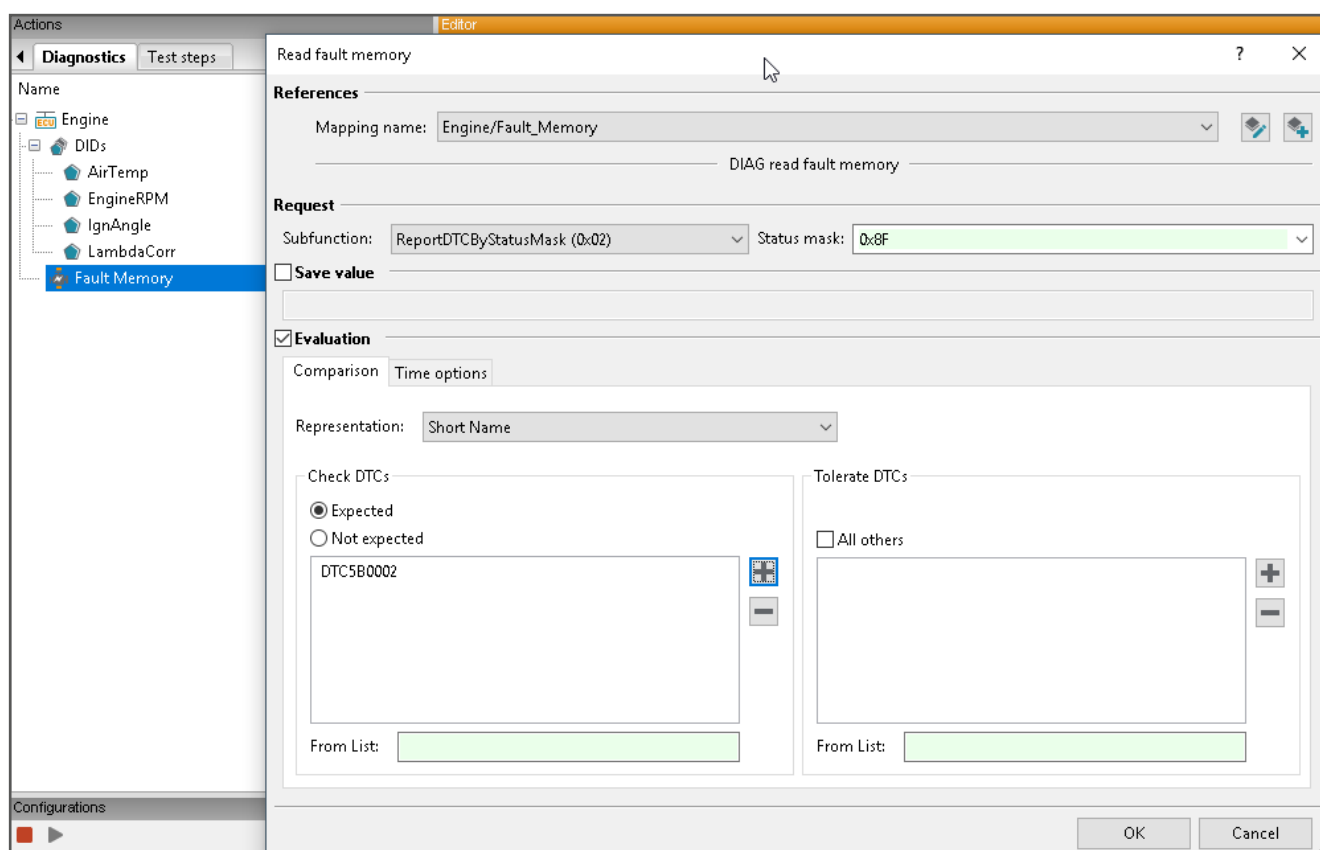 Actions
Editor
Diagnostics
Test steps
Read fault memory
?
Name
References
ECU Engine
Mapping name: Engine/Fault_Memory
DIDs
DIAG read fault memory
AirTemp
EngineRPM
Request
IgnAngle
Subfunction: ReportDTCByStatusMask (0x02) Status mask: 0x8F
LambdaCorr
Save value
Fault Memory
Evaluation
Comparison Time options
Representation: Short Name
Check DTCs
Tolerate DTCs
Expected
Not expected
All others
DTC5B0002
From List:
From List:
Configurations
OK
Cancel